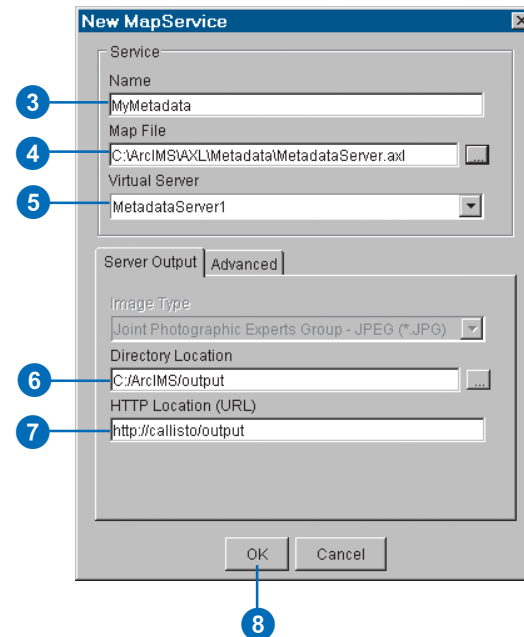 New MapService
Service
Name
3
MyMetadata
Map File
4
C:\ArcIMS\AXL\Metadata\MetadataServer.axl
...
Virtual Server
5
MetadataServer1
Server Output
Advanced
Image Type
Joint Photographic Experts Group - JPEG (*.JPG)
Directory Location
6
C:/ArcIMS/output
...
HTTP Location (URL)
7
http://callisto/output
OK
Cancel
8